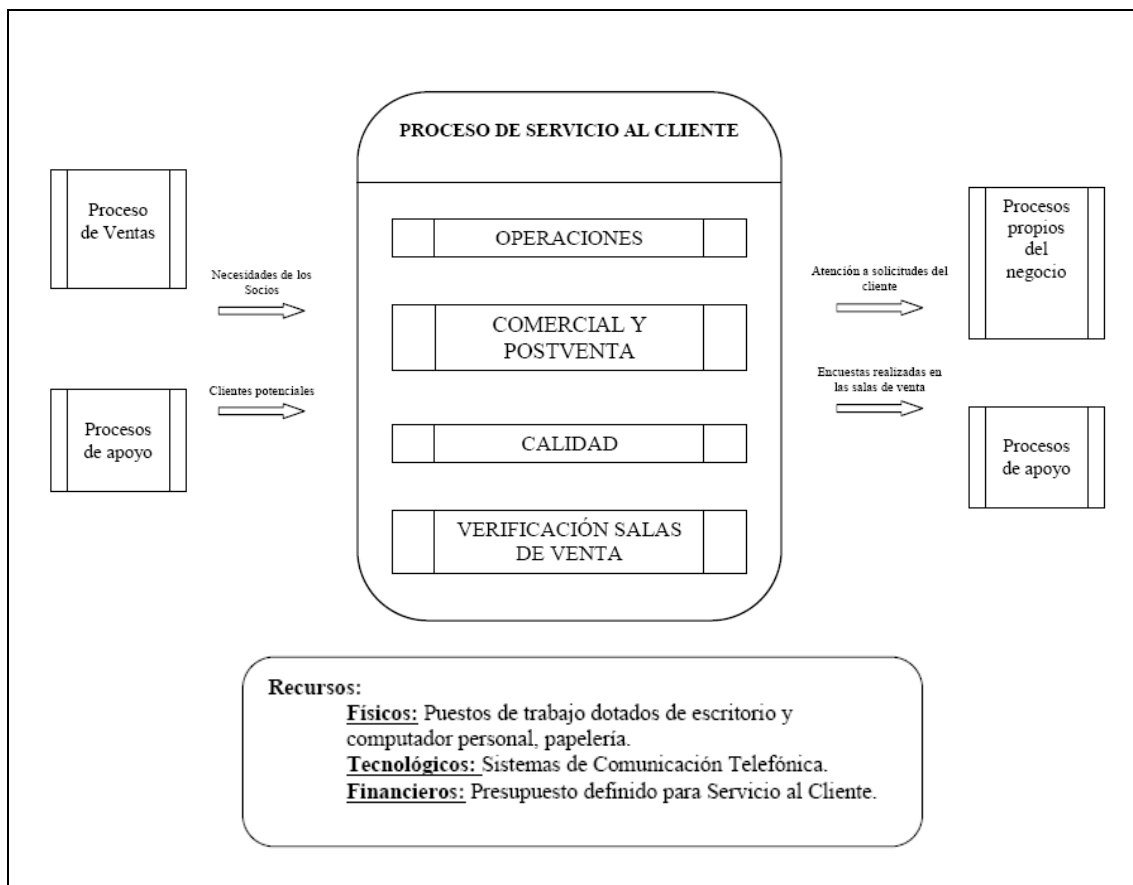 PROCESO DE SERVICIO AL CLIENTE
Proceso
de Ventas
Necesidades de los
Socios
Procesos
de apoyo
Clientes potenciales
OPERACIONES
COMERCIAL Y
POSTVENTA
CALIDAD
VERIFICACIÓN SALAS
DE VENTA
Atención a solicitudes del
cliente
Procesos
propios
del
negocio
Encuestas realizadas en
las salas de venta
Procesos
de apoyo
Recursos:
Físicos: Puestos de trabajo dotados de escritorio y
computador personal, papelería.
Tecnológicos: Sistemas de Comunicación Telefónica.
Financieros: Presupuesto definido para Servicio al Cliente.